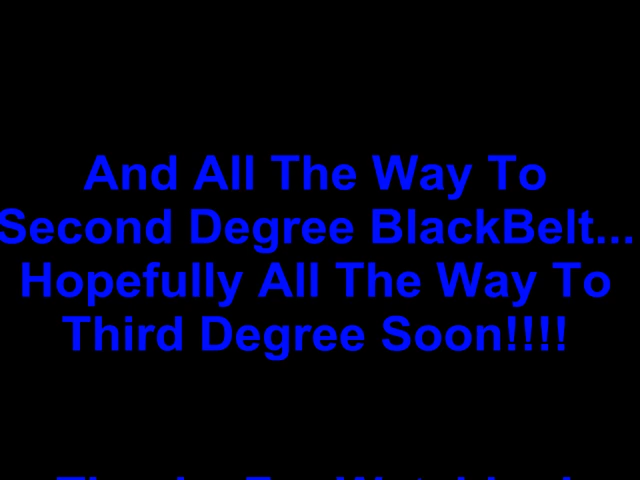 And All The Way To
Second Degree BlackBelt...
Hopefully All The Way To
Third Degree Soon!!!!